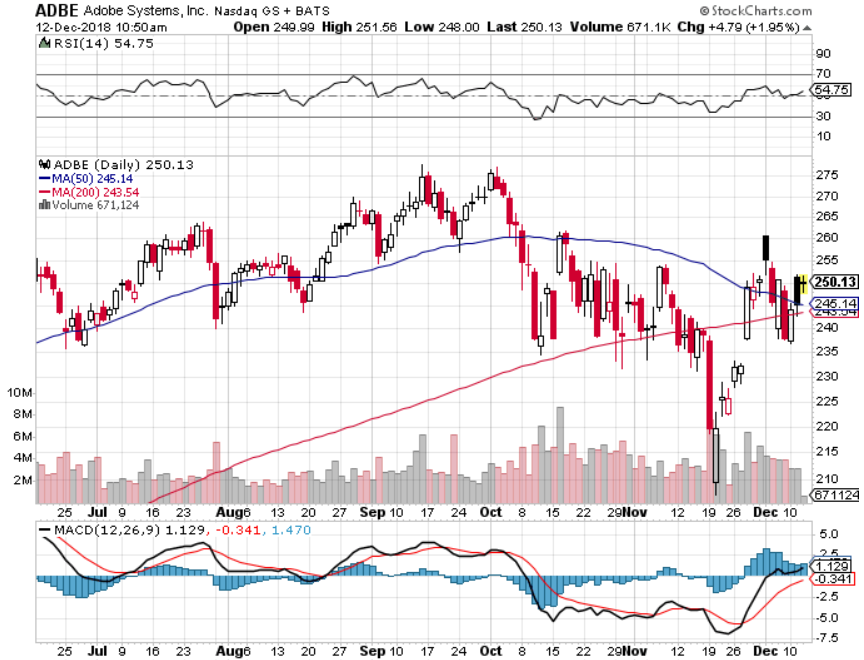 ADBE Adobe Systems, Inc. Nasdaq GS + BATS © StockCharts.com
12-Dec-2018 10:50am Open 249.99 High 251.56 Low 248.00 Last 250.13 Volume 671.1K Chg +4.79 (+1.95%)
RSI(14) 54.75
90
70
54.75
30
10
ADBE (Daily) 250.13
MA(50) 245.14
MA(200) 243.54
Volume 671,124
275
270
265
260
255
250.13
245.14
243.54
240
235
230
225
220
215
210
10M
8M
6M
4M
2M
671124
25 Jul 9 16 23 Aug 6 13 20 27 Sep 10 17 24 Oct 8 15 22 29 Nov 12 19 26 Dec 10
MACD(12,26,9) 1.129, -0.341, 1.470
5.0
2.5
1.129
-0.341
-2.5
-5.0
-7.5
25 Jul 9 16 23 Aug 6 13 20 27 Sep 10 17 24 Oct 8 15 22 29 Nov 12 19 26 Dec 10